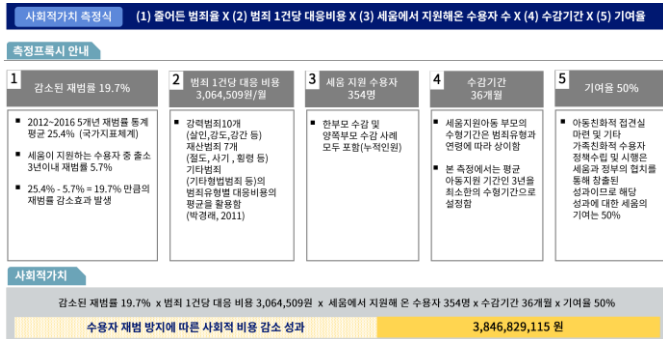 사회적가치 측정식
(1) 줄어든 범죄율 X (2) 범죄 1건당 대응비용 X (3) 세움에서 지원해온 수용자 수 X (4) 수감기간 X (5) 기여율
측정프록시 안내
1
감소된 재범률 19.7%
■ 2012~2016 5개년 재범률 통계
평균 25.4% (국가지표체계)
■ 세움이 지원하는 수용자 중 출소
3년이내 재범률 5.7%
■ 25.4% - 5.7% = 19.7% 만큼의
재범률 감소효과 발생
2
범죄 1건당 대응 비용
3,064,509원/월
■ 강력범죄10개
(살인,강도,강간 등)
재산범죄 7개
(절도, 사기 , 횡령 등)
기타범죄
(기타형법범죄 등)의
범죄유형별 대응비용의
평균을 활용함
(박경래, 2011)
3
세움 지원 수용자
354명
■ 한부모 수감 및
양쪽부모 수감 사례
모두 포함(누적인원)
4
수감기간
36개월
■ 세움지원아동 부모의
수형기간은 범죄유형과
연령에 따라 상이함
■ 본 측정에서는 평균
아동지원 기간인 3년을
최소한의 수형기간으로
설정함
5
기여율 50%
■ 아동친화적 접견실
마련 및 기타
가족친화적 수용자
정책수립 및 시행은
세움과 정부의 협치를
통해 창출된
성과이므로 해당
성과에 대한 세움의
기여는 50%
사회적가치
감소된 재범률 19.7% x 범죄 1건당 대응 비용 3,064,509원 x 세움에서 지원해 온 수용자 354명 x 수감기간 36개월 x 기여율 50%
수용자 재범 방지에 따른 사회적 비용 감소 성과
3,846,829,115 원